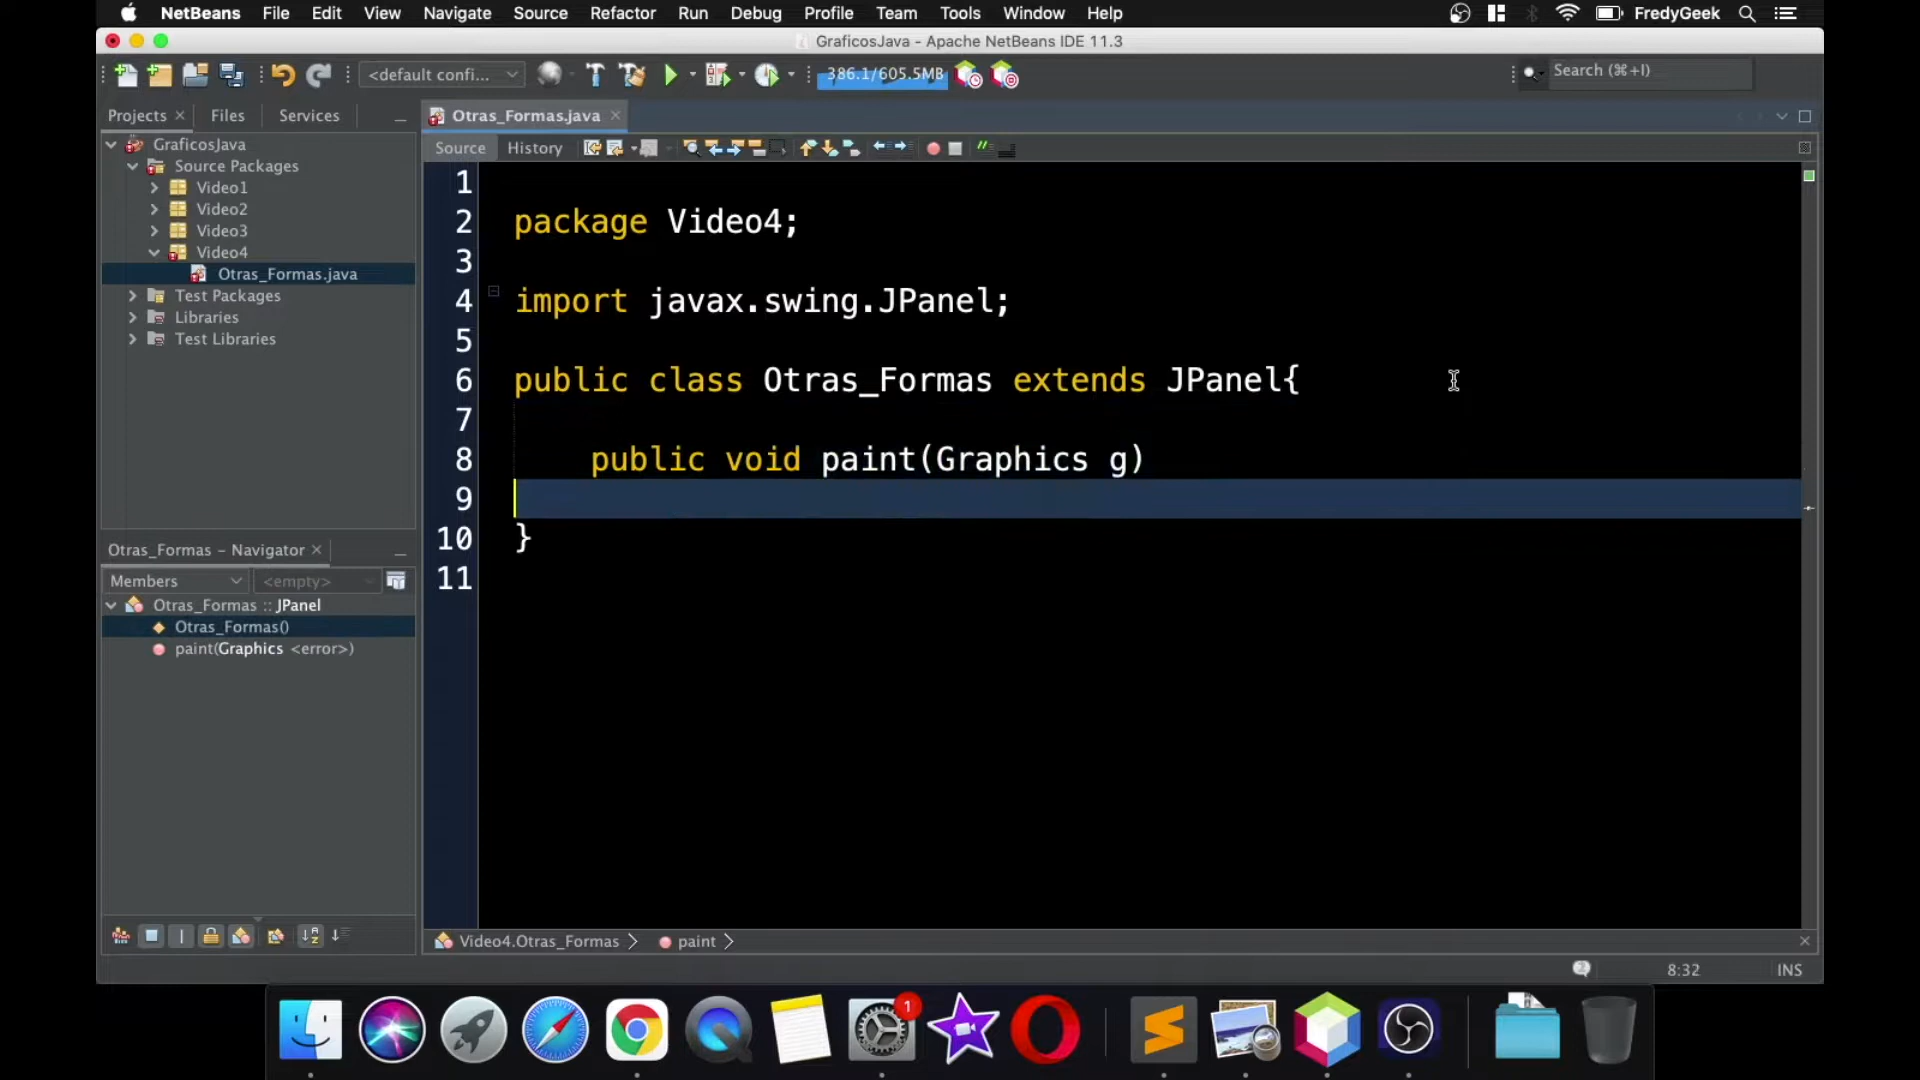 NetBeans File Edit View Navigate Source Refactor Run Debug Profile Team Tools Window Help FredyGeek
GraficosJava - Apache NetBeans IDE 11.3
<default confi... 386.1/605.5MB Search (⌘+I)
Projects Files Services Otras_Formas.java
Source History
GraficosJava
Source Packages
Video1
Video2
Video3
Video4
Otras_Formas.java
Test Packages
Libraries
Test Libraries
1
2 package Video4;
3
4 import javax.swing.JPanel;
5
6 public class Otras_Formas extends JPanel{
7
8 public void paint(Graphics g)
9
10 }
11
Otras_Formas - Navigator
Members <empty>
Otras_Formas :: JPanel
Otras_Formas()
paint(Graphics <error>)
Video4.Otras_Formas paint
2 8:32 INS
1